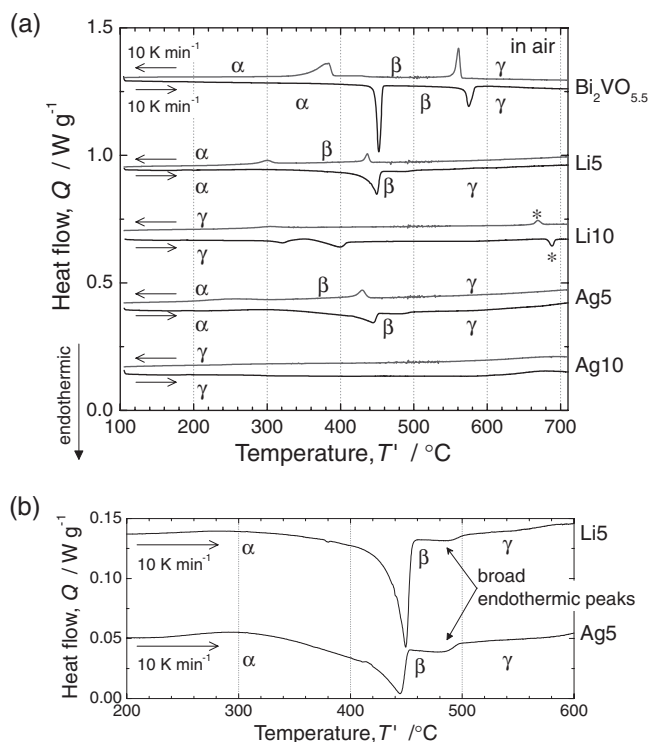 (a)
1.5
in air
10 K min⁻¹
α
β
γ
10 K min⁻¹
α
β
γ
Bi₂VO₅.₅
1.0
α
β
α
β
γ
Li5
Heat flow, Q / W g⁻¹
γ
*
γ
*
Li10
0.5
α
β
γ
α
β
γ
Ag5
γ
γ
Ag10
0.0
endothermic
100 200 300 400 500 600 700
Temperature, T' / °C
(b)
0.15
10 K min⁻¹
α
β
γ
Li5
0.10
broad
endothermic peaks
Heat flow, Q / W g⁻¹
0.05
10 K min⁻¹
α
β
γ
Ag5
0.00
200 300 400 500 600
Temperature, T' / °C